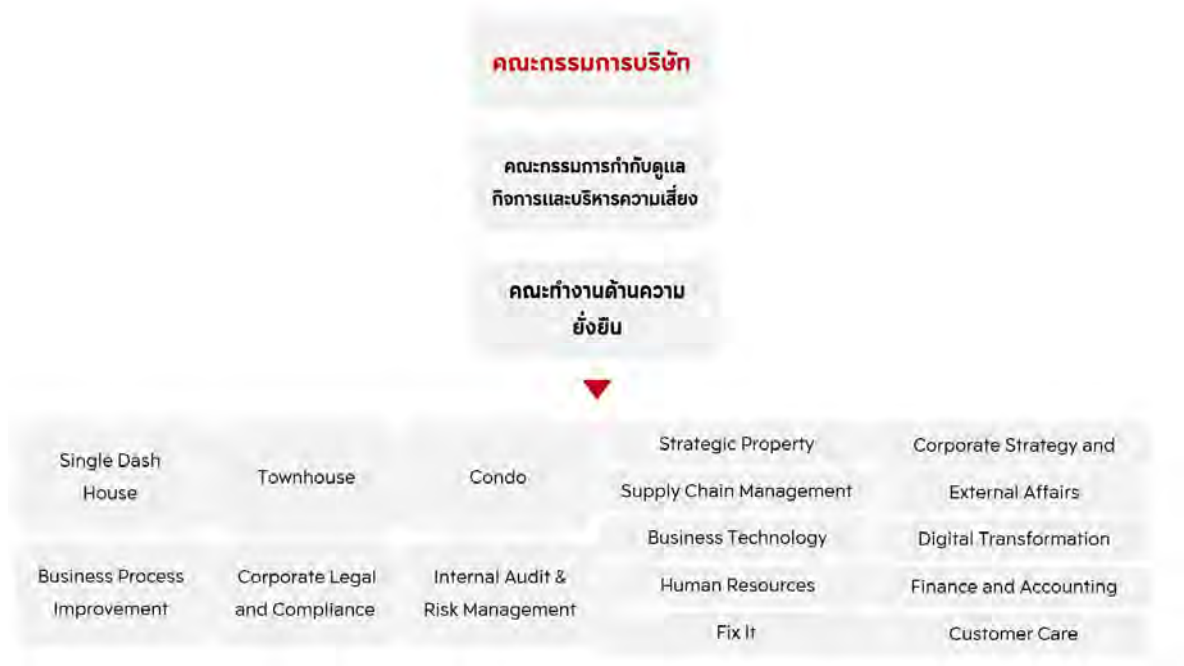 คณะกรรมการบริษัท
คณะกรรมการกำกับดูแล
กิจการและบริหารความเสี่ยง
คณะทำงานด้านความ
ยั่งยืน
Single Dash
House
Townhouse
Condo
Strategic Property
Supply Chain Management
Business Technology
Human Resources
Fix It
Corporate Strategy and
External Affairs
Digital Transformation
Finance and Accounting
Customer Care
Business Process
Improvement
Corporate Legal
and Compliance
Internal Audit &
Risk Management